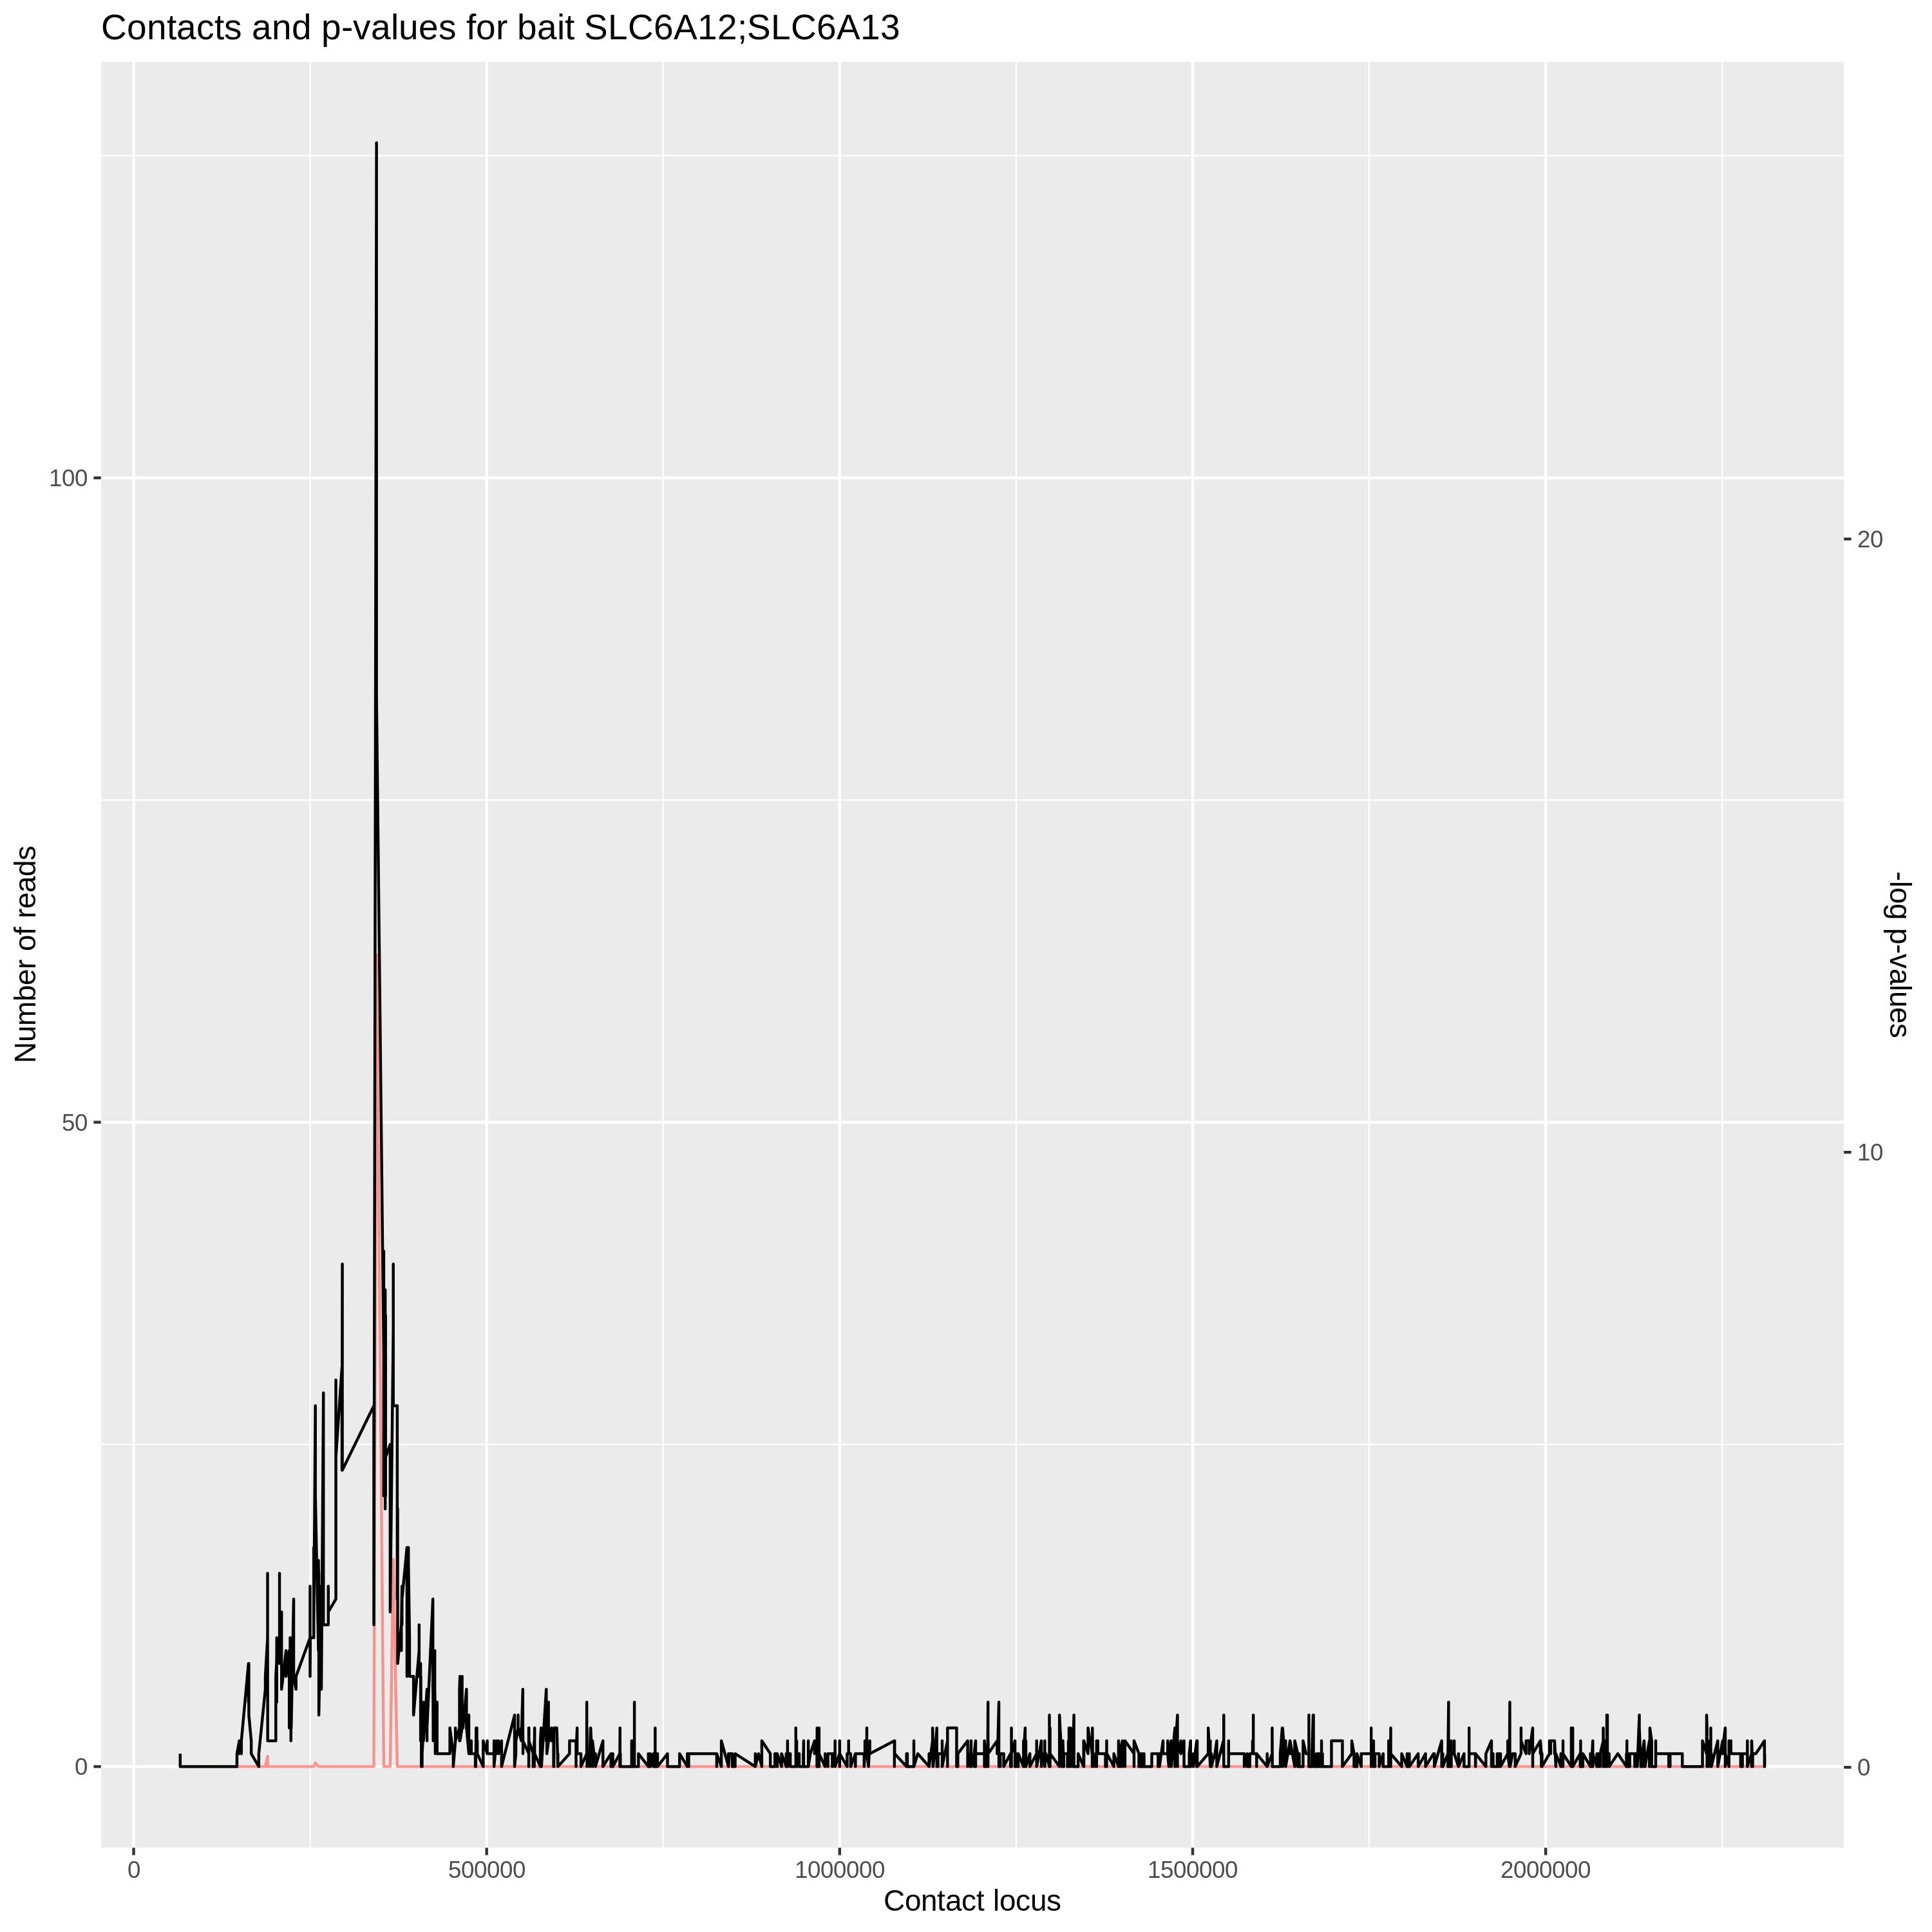 Contacts and p-values for bait SLC6A12;SLC6A13
100
50
0
Number of reads
20
10
0
-log p-values
0
500000
1000000
1500000
2000000
Contact locus